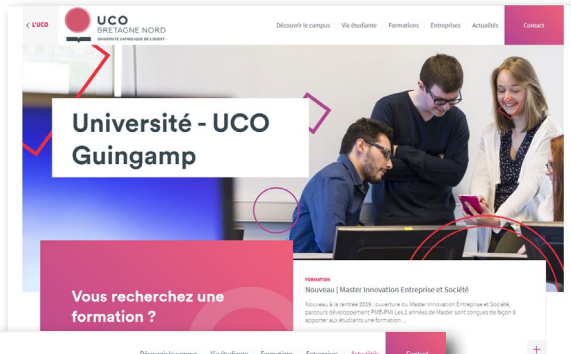 < L'UCO
UCO
BRETAGNE NORD
UNIVERSITÉ CATHOLIQUE DE L'OUEST
Découvrir le campus Vie étudiante Formations Entreprises Actualités Contact
Université - UCO
Guingamp
Vous recherchez une
formation ?
FORMATION
Nouveau | Master Innovation Entreprise et Société
Nouveau à la rentrée 2019 : ouverture du Master Innovation Entreprise et Société,
parcours développement PME-PMI Les 2 années de Master sont conçues de façon à
apporter aux étudiants une formation ...
+
Découvrir le campus Vie étudiante Formations Entreprises Actualités Contact